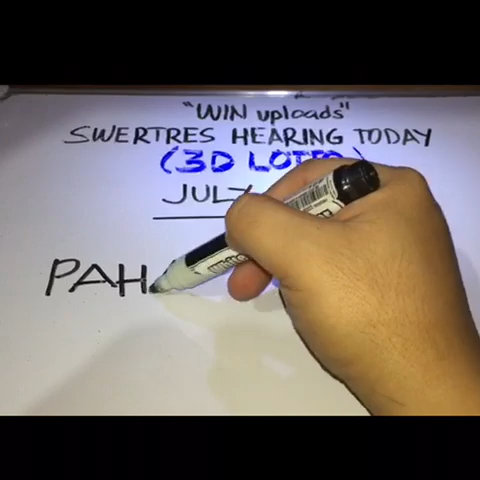 "WIN uploads"
SWERTRES HEARING TODAY
(3D LOTTO)
JULY
PAH